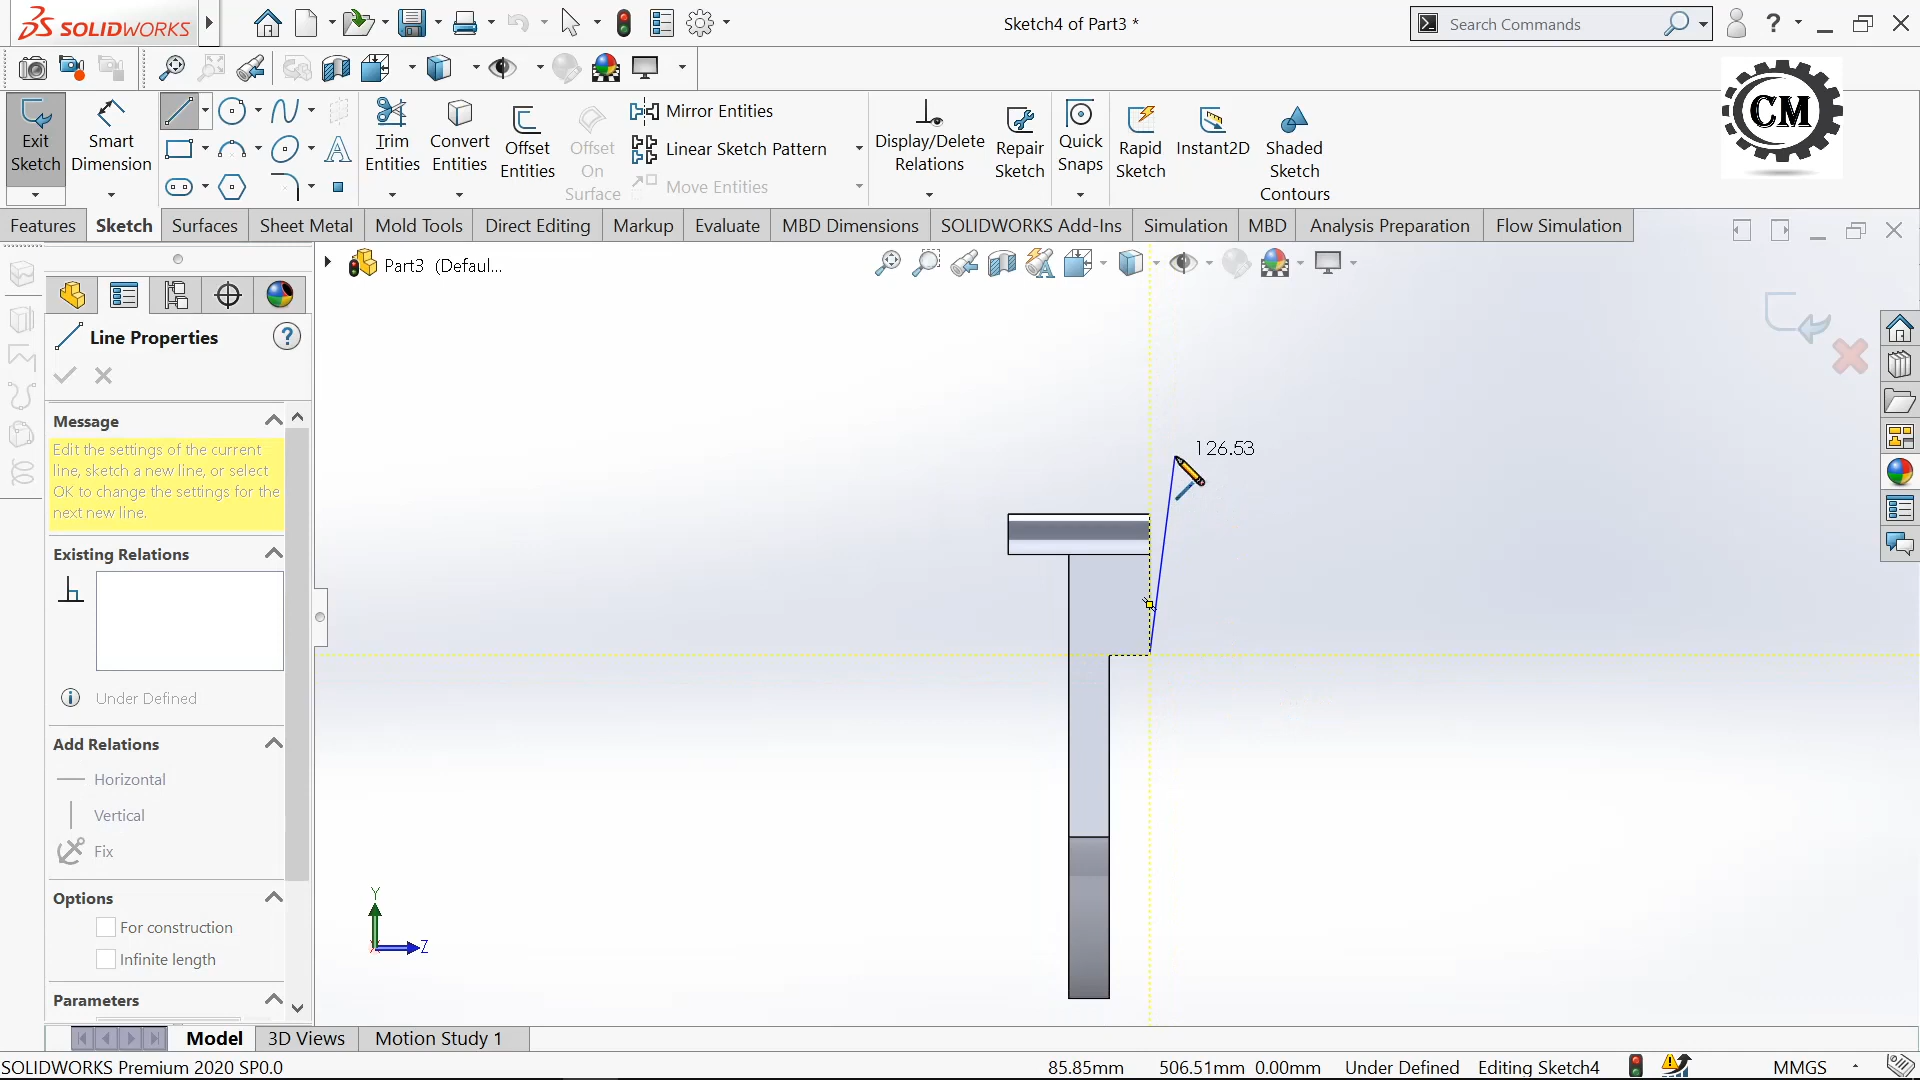 SOLIDWORKS
Sketch4 of Part3 *
Search Commands
?
CM
Exit Sketch
Smart Dimension
Trim Entities
Convert Entities
Offset Entities
Offset On Surface
Mirror Entities
Linear Sketch Pattern
Move Entities
Display/Delete Relations
Repair Sketch
Quick Snaps
Rapid Sketch
Instant2D
Shaded Sketch Contours
Features
Sketch
Surfaces
Sheet Metal
Mold Tools
Direct Editing
Markup
Evaluate
MBD Dimensions
SOLIDWORKS Add-Ins
Simulation
MBD
Analysis Preparation
Flow Simulation
Part3 (Defaul...
Line Properties
?
Message
Edit the settings of the current
line, sketch a new line, or select
OK to change the settings for the
next new line.
Existing Relations
Under Defined
Add Relations
Horizontal
Vertical
Fix
Options
For construction
Infinite length
Parameters
126.53
Y
Z
Model
3D Views
Motion Study 1
SOLIDWORKS Premium 2020 SP0.0
85.85mm
506.51mm
0.00mm
Under Defined
Editing Sketch4
MMGS